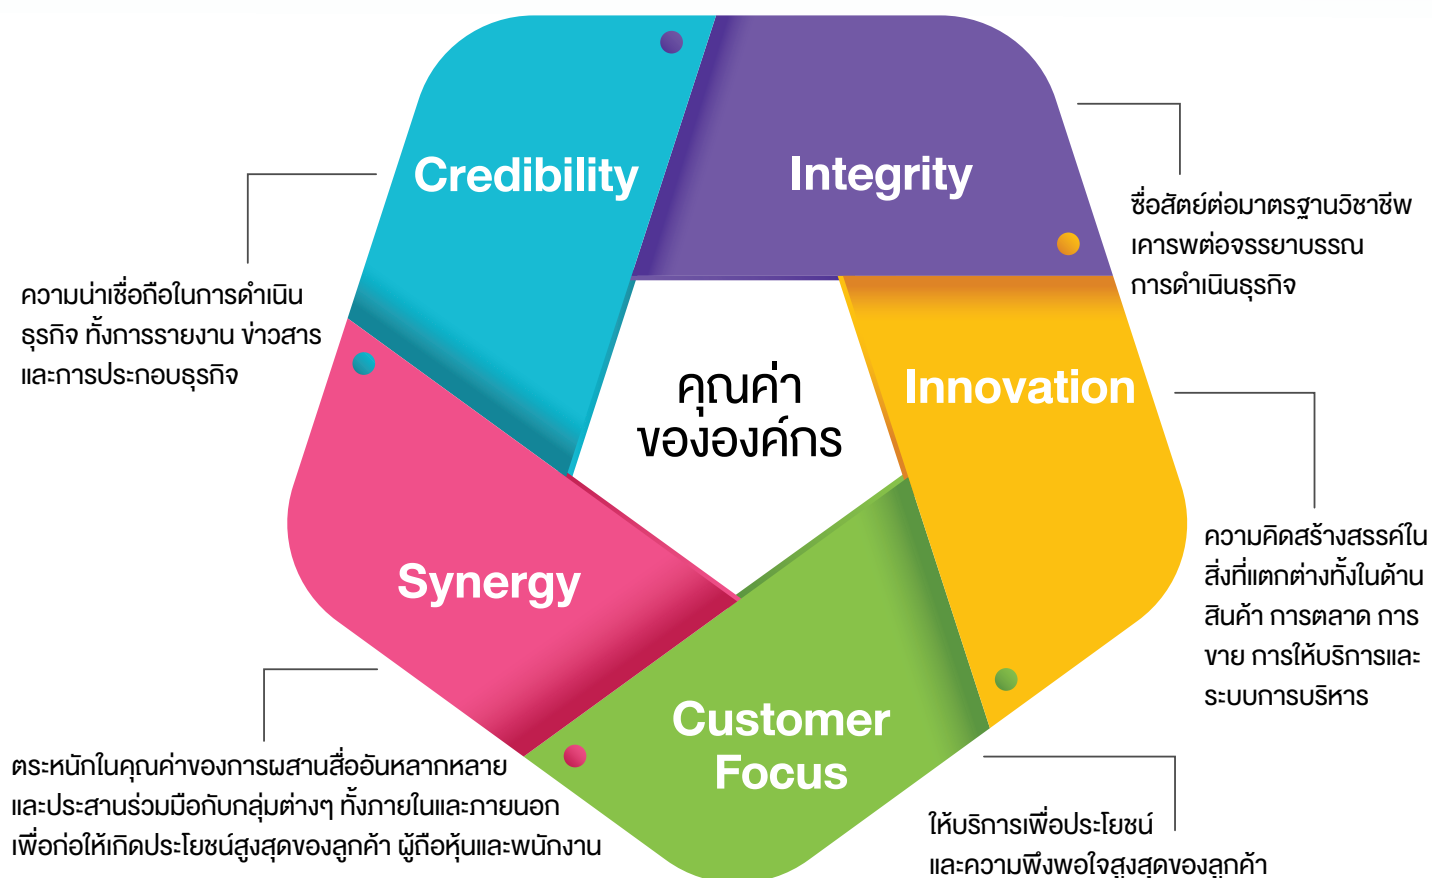 Credibility
ความน่าเชื่อถือในการดำเนิน
ธุรกิจ ทั้งการรายงาน ข่าวสาร
และการประกอบธุรกิจ
Integrity
ซื่อสัตย์ต่อมาตรฐานวิชาชีพ
เคารพต่อจรรยาบรรณ
การดำเนินธุรกิจ
คุณค่า
ขององค์กร
Innovation
ความคิดสร้างสรรค์ใน
สิ่งที่แตกต่างทั้งในด้าน
สินค้า การตลาด การ
ขาย การให้บริการและ
ระบบการบริหาร
Synergy
ตระหนักในคุณค่าของการผสานสื่ออันหลากหลาย
และประสานร่วมมือกับกลุ่มต่างๆ ทั้งภายในและภายนอก
เพื่อก่อให้เกิดประโยชน์สูงสุดของลูกค้า ผู้ถือหุ้นและพนักงาน
Customer
Focus
ให้บริการเพื่อประโยชน์
และความพึงพอใจสูงสุดของลูกค้า